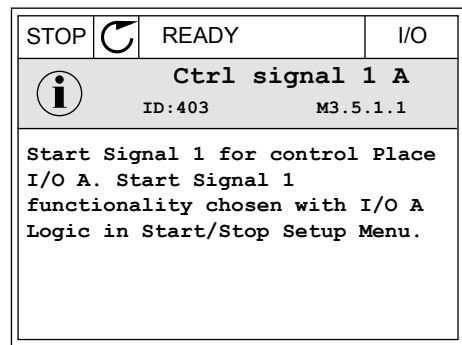 STOP READY I/O
Ctrl signal 1 A
ID:403 M3.5.1.1
Start Signal 1 for control Place
I/O A. Start Signal 1
functionality chosen with I/O A
Logic in Start/Stop Setup Menu.